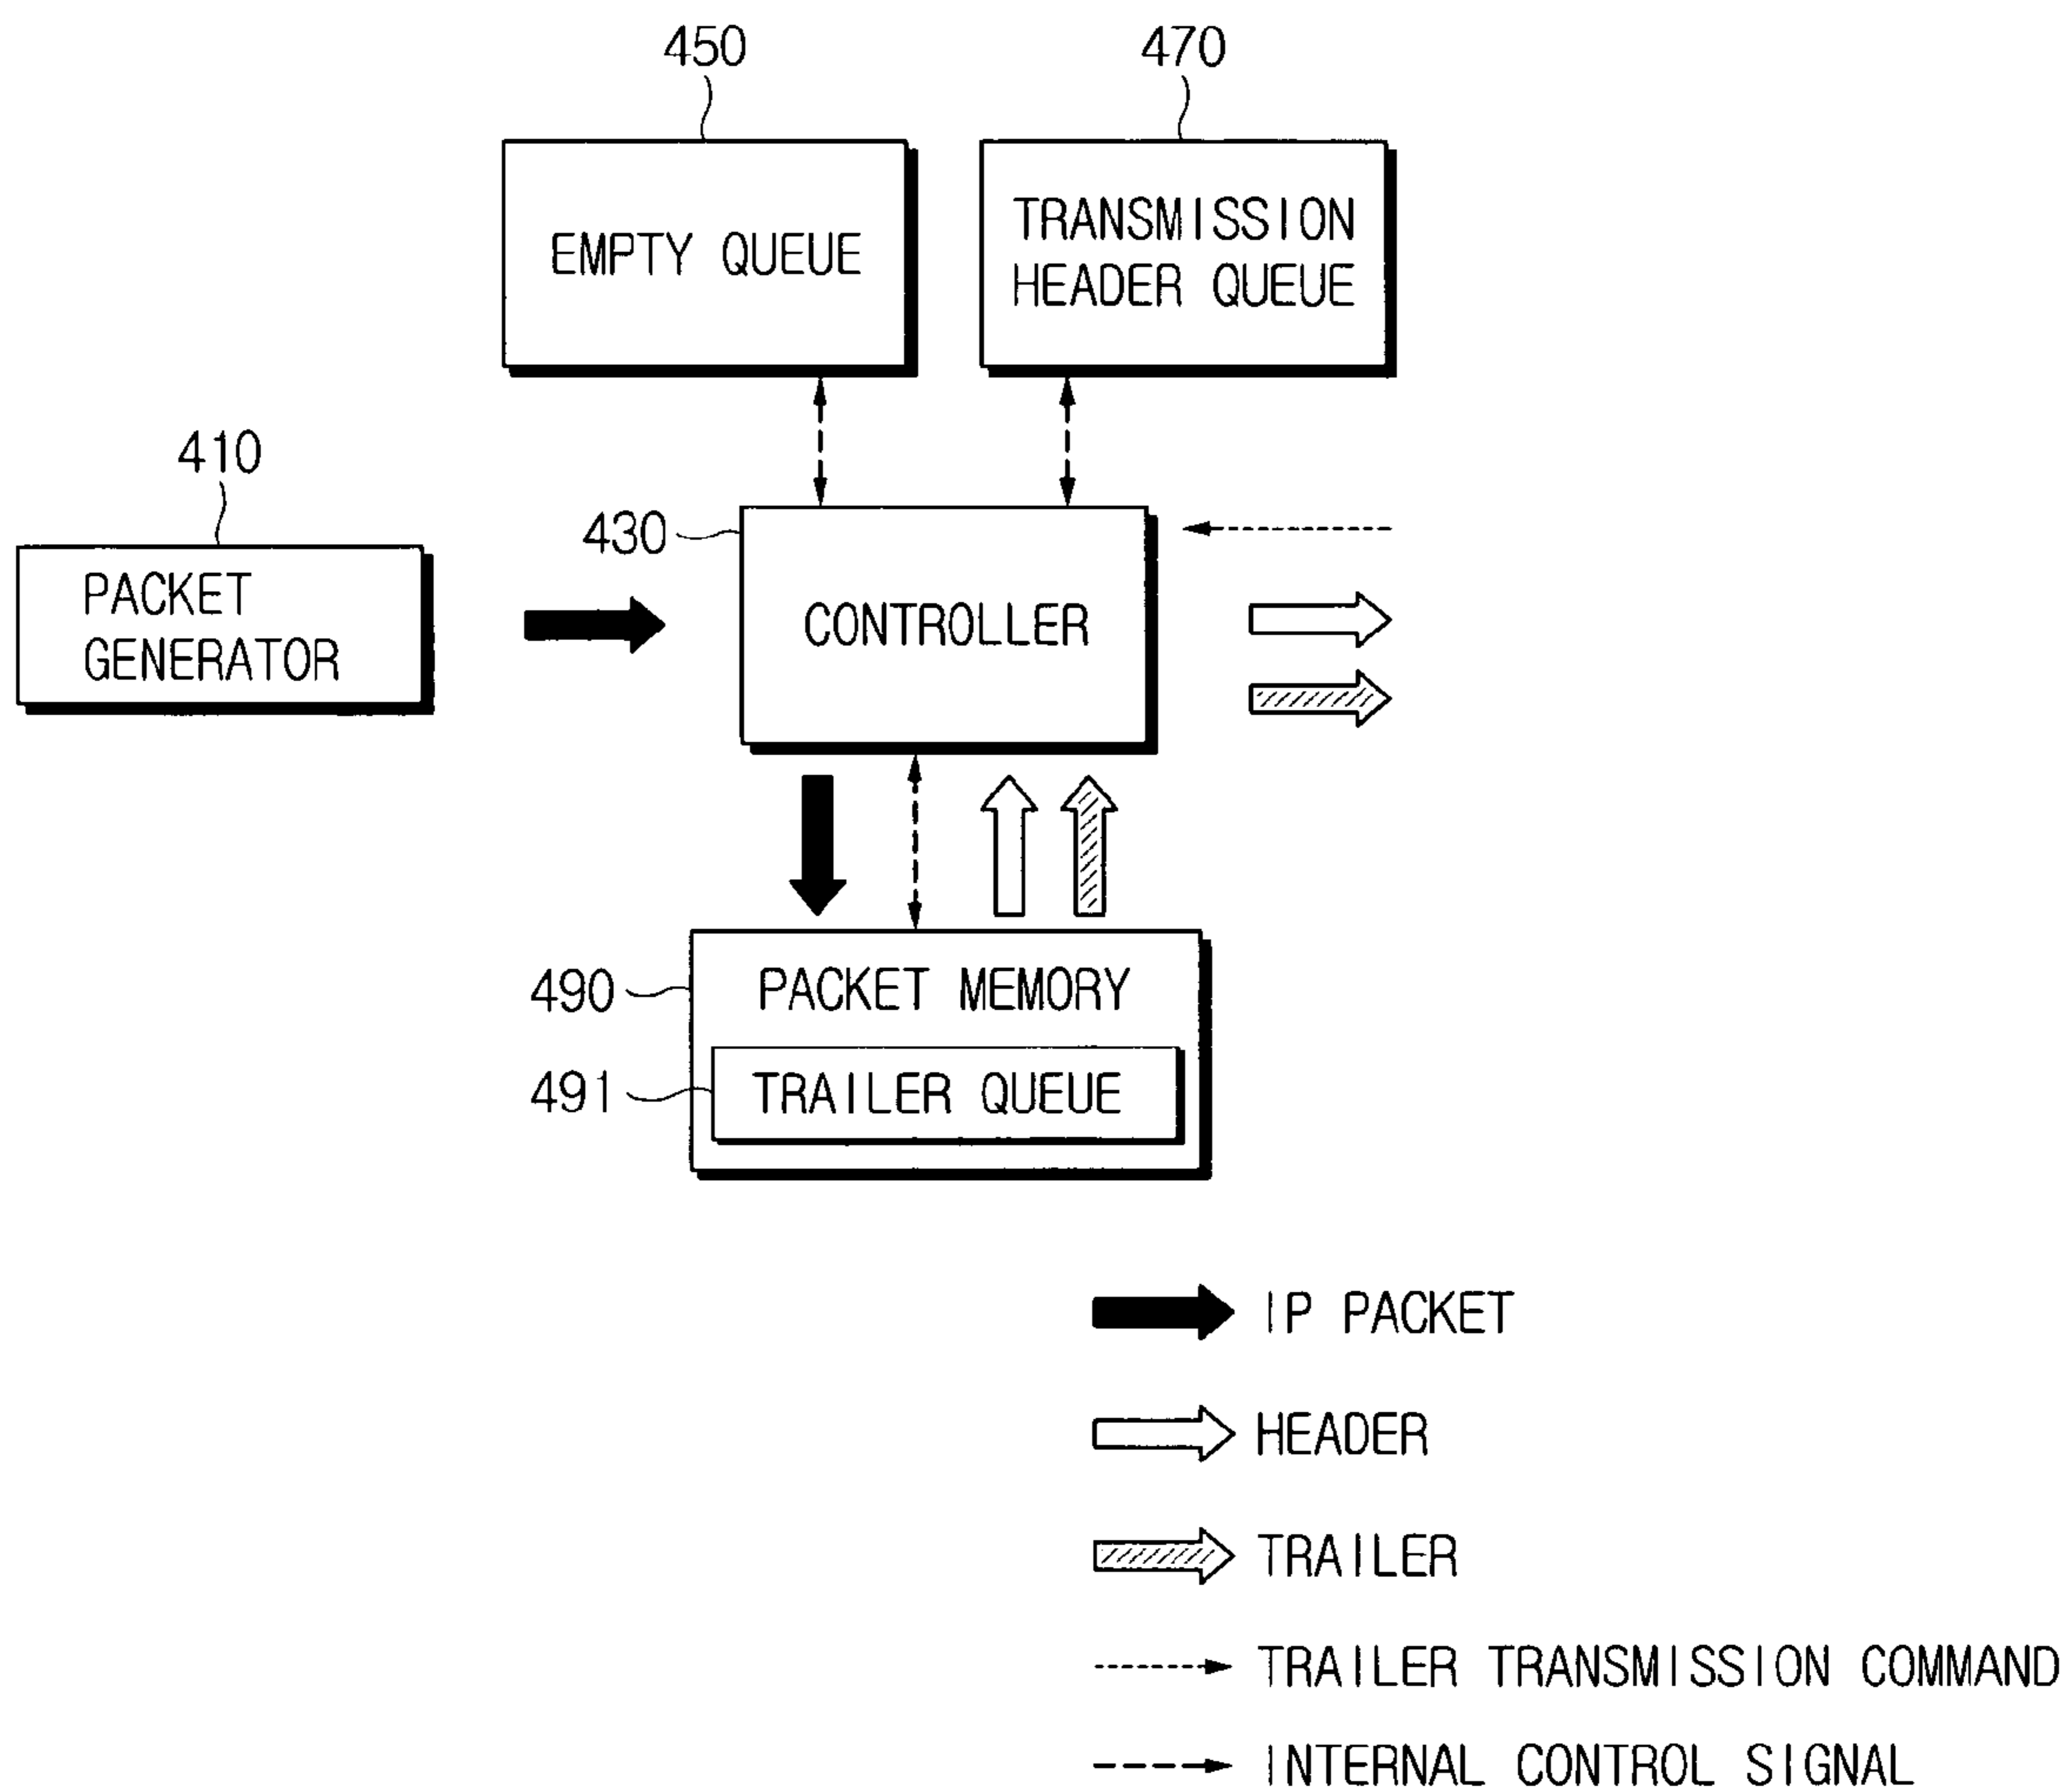 450
470
EMPTY QUEUE
TRANSMISSION
HEADER QUEUE
410
430
PACKET
GENERATOR
CONTROLLER
490
PACKET MEMORY
491
TRAILER QUEUE
IP PACKET
HEADER
TRAILER
TRAILER TRANSMISSION COMMAND
INTERNAL CONTROL SIGNAL